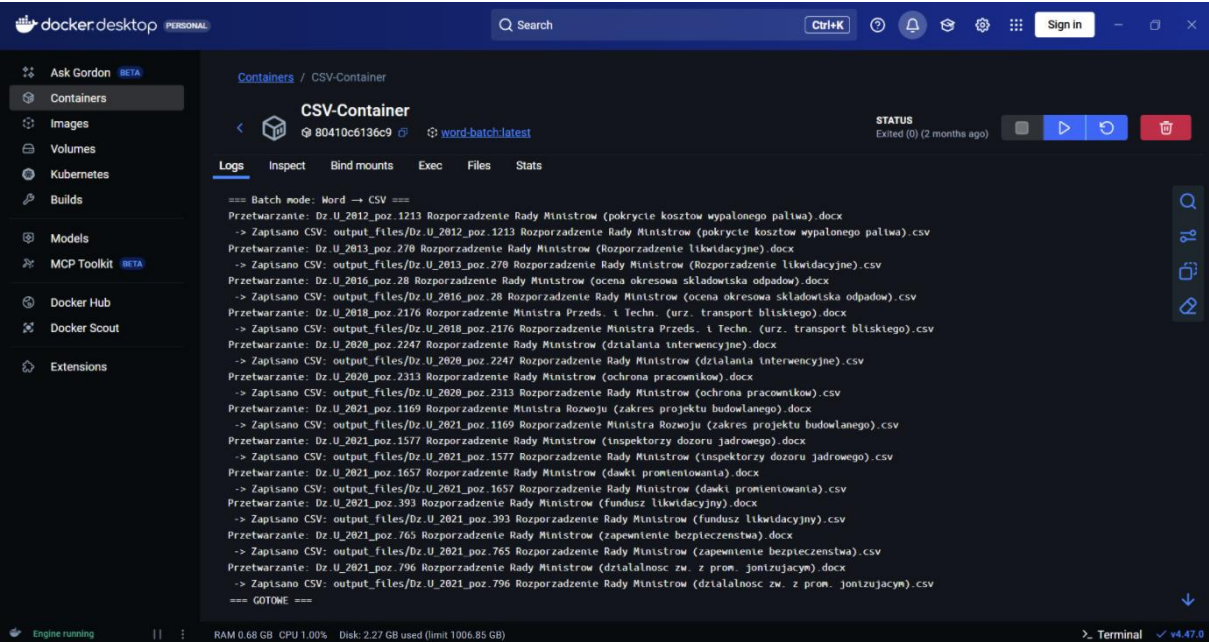 docker.desktop PERSONAL
Search
Ctrl+K
Sign in
Ask Gordon BETA
Containers
Images
Volumes
Kubernetes
Builds
Models
MCP Toolkit BETA
Docker Hub
Docker Scout
Extensions
Containers / CSV-Container
CSV-Container
80410c6136c9 word-batch:latest
STATUS
Exited (0) (2 months ago)
Logs Inspect Bind mounts Exec Files Stats
=== Batch mode: Word → CSV ===
Przetwarzanie: Dz.U_2012_poz.1213 Rozporzadzenie Rady Ministrow (pokrycie kosztow wypalonego paliwa).docx
-> Zapisano CSV: output_files/Dz.U_2012_poz.1213 Rozporzadzenie Rady Ministrow (pokrycie kosztow wypalonego paliwa).csv
Przetwarzanie: Dz.U_2013_poz.270 Rozporzadzenie Rady Ministrow (Rozporzadzenie likwidacyjne).docx
-> Zapisano CSV: output_files/Dz.U_2013_poz.270 Rozporzadzenie Rady Ministrow (Rozporzadzenie likwidacyjne).csv
Przetwarzanie: Dz.U_2016_poz.28 Rozporzadzenie Rady Ministrow (ocena okresowa skladowiska odpadow).docx
-> Zapisano CSV: output_files/Dz.U_2016_poz.28 Rozporzadzenie Rady Ministrow (ocena okresowa skladowiska odpadow).csv
Przetwarzanie: Dz.U_2018_poz.2176 Rozporzadzenie Ministra Przeds. i Techn. (urz. transport bliskiego).docx
-> Zapisano CSV: output_files/Dz.U_2018_poz.2176 Rozporzadzenie Ministra Przeds. i Techn. (urz. transport bliskiego).csv
Przetwarzanie: Dz.U_2020_poz.2247 Rozporzadzenie Rady Ministrow (dzialania interwencyjne).docx
-> Zapisano CSV: output_files/Dz.U_2020_poz.2247 Rozporzadzenie Rady Ministrow (dzialania interwencyjne).csv
Przetwarzanie: Dz.U_2020_poz.2313 Rozporzadzenie Rady Ministrow (ochrona pracownikow).docx
-> Zapisano CSV: output_files/Dz.U_2020_poz.2313 Rozporzadzenie Rady Ministrow (ochrona pracownikow).csv
Przetwarzanie: Dz.U_2021_poz.1169 Rozporzadzenie Ministra Rozwoju (zakres projektu budowlanego).docx
-> Zapisano CSV: output_files/Dz.U_2021_poz.1169 Rozporzadzenie Ministra Rozwoju (zakres projektu budowlanego).csv
Przetwarzanie: Dz.U_2021_poz.1577 Rozporzadzenie Rady Ministrow (inspektorzy dozoru jadrowego).docx
-> Zapisano CSV: output_files/Dz.U_2021_poz.1577 Rozporzadzenie Rady Ministrow (inspektorzy dozoru jadrowego).csv
Przetwarzanie: Dz.U_2021_poz.1657 Rozporzadzenie Rady Ministrow (dawki promieniowania).docx
-> Zapisano CSV: output_files/Dz.U_2021_poz.1657 Rozporzadzenie Rady Ministrow (dawki promieniowania).csv
Przetwarzanie: Dz.U_2021_poz.393 Rozporzadzenie Rady Ministrow (fundusz likwidacyjny).docx
-> Zapisano CSV: output_files/Dz.U_2021_poz.393 Rozporzadzenie Rady Ministrow (fundusz likwidacyjny).csv
Przetwarzanie: Dz.U_2021_poz.765 Rozporzadzenie Rady Ministrow (zapewnienie bezpieczenstwa).docx
-> Zapisano CSV: output_files/Dz.U_2021_poz.765 Rozporzadzenie Rady Ministrow (zapewnienie bezpieczenstwa).csv
Przetwarzanie: Dz.U_2021_poz.796 Rozporzadzenie Rady Ministrow (dzialalnosc zw. z prom. jonizujacym).docx
-> Zapisano CSV: output_files/Dz.U_2021_poz.796 Rozporzadzenie Rady Ministrow (dzialalnosc zw. z prom. jonizujacym).csv
=== GOTOWE ===
Engine running
RAM 0.68 GB CPU 1.00% Disk: 2.27 GB used (limit 1006.85 GB)
>_ Terminal
v4.47.0